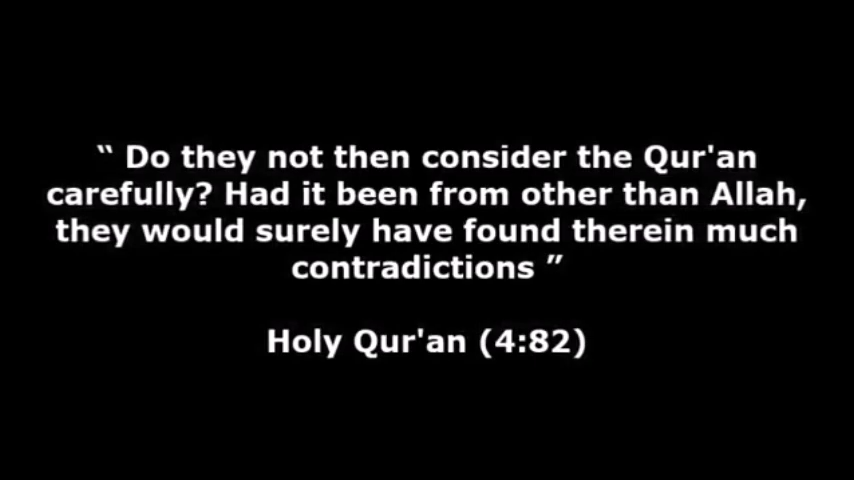 “ Do they not then consider the Qur'an
carefully? Had it been from other than Allah,
they would surely have found therein much
contradictions ”
Holy Qur'an (4:82)